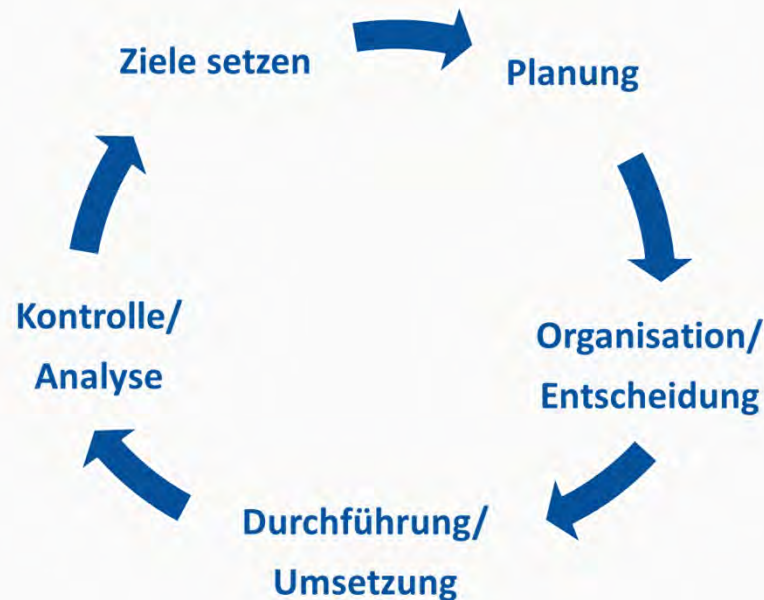 Ziele setzen
Planung
Organisation/
Entscheidung
Durchführung/
Umsetzung
Kontrolle/
Analyse